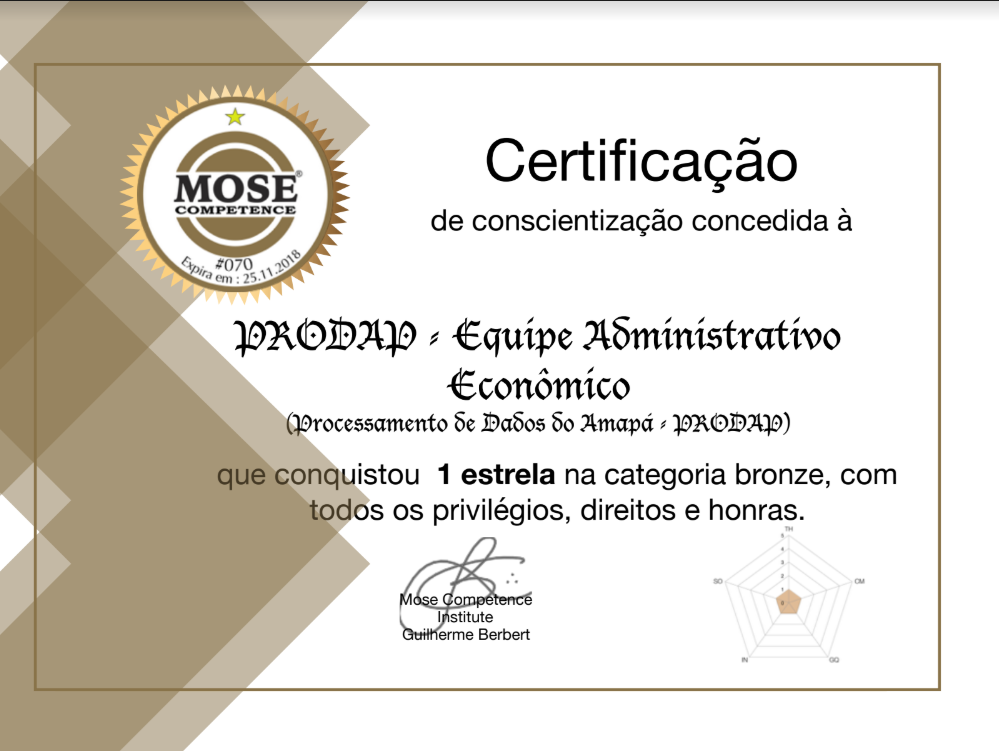 MOSE®
COMPETENCE
#070
Expira em : 25.11.2018
Certificação
de conscientização concedida à
PRODAP - Equipe Administrativo
Econômico
(Processamento de Dados do Amapá - PRODAP)
que conquistou 1 estrela na categoria bronze, com
todos os privilégios, direitos e honras.
Mose Competence
Institute
Guilherme Berbert
TH
5
4
3
2
1
0
SO
CM
IN
GQ